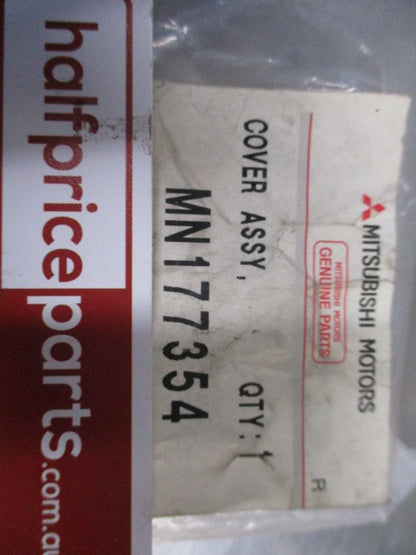 MITSUBISHI MOTORS
MITSUBISHI MOTORS
GENUINE PARTS
R
COVER ASSY, QTY: 1
MN177354
halfpriceparts.com.au